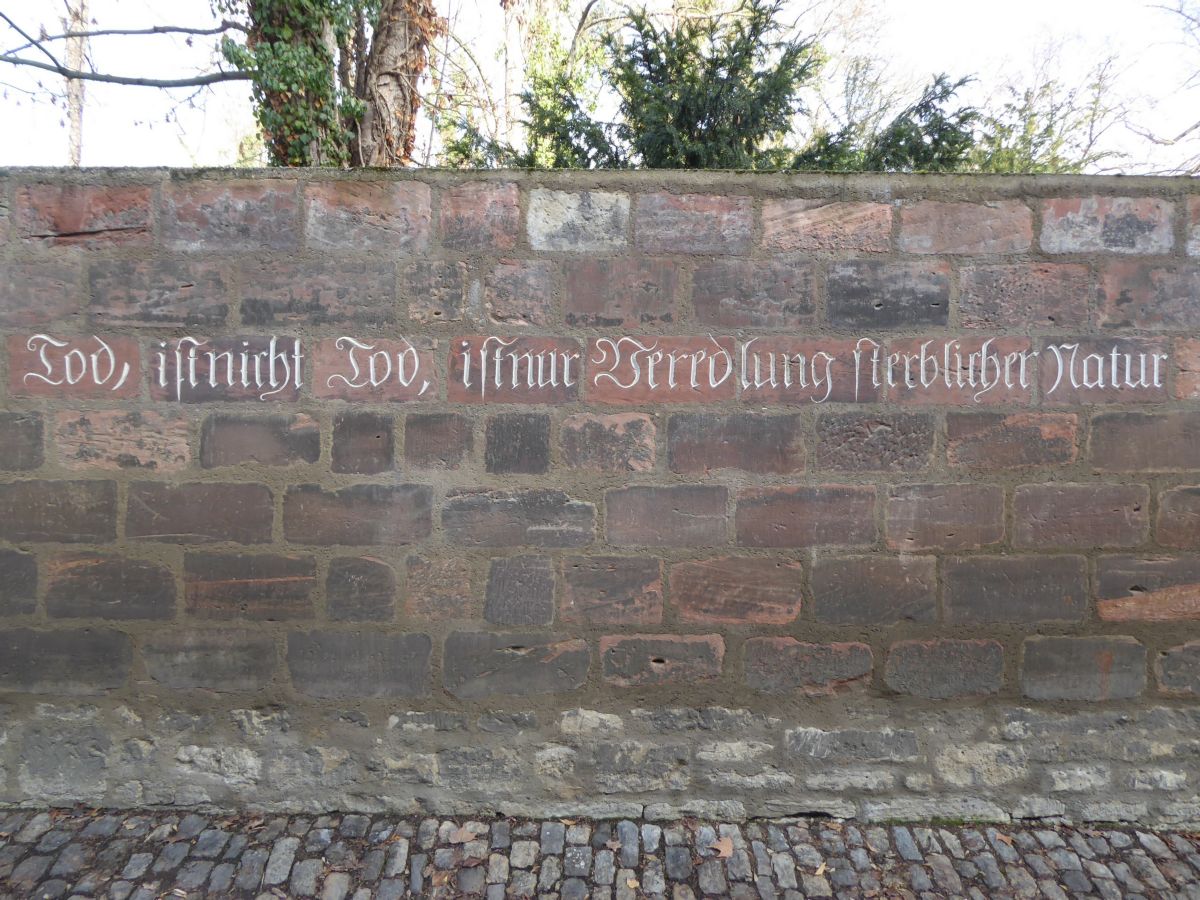 Tod, iſt nicht Tod, iſt nur Veredlung ſterblicher Natur